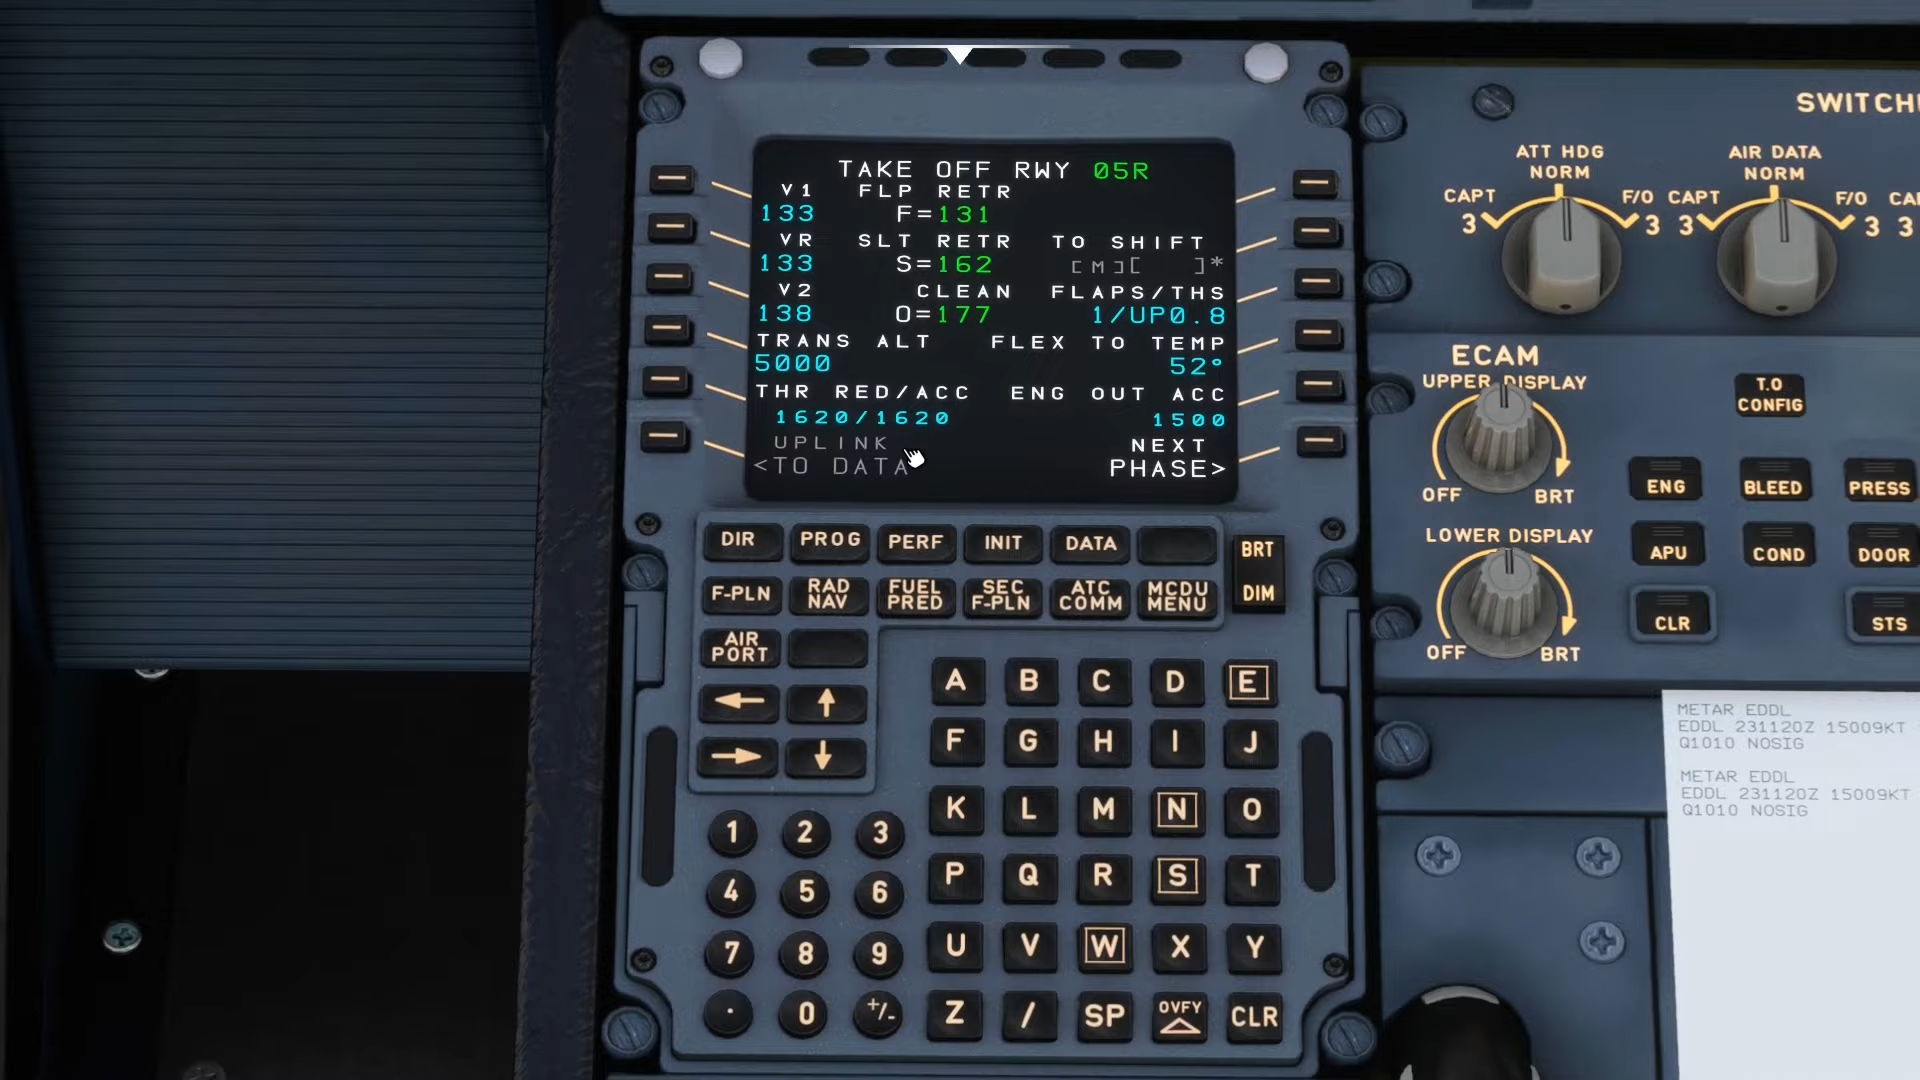 TAKE OFF RWY 05R
V1 FLP RETR
133 F=131
VR SLT RETR TO SHIFT
133 S=162 [M][ ]*
V2 CLEAN FLAPS/THS
138 O=177 1/UP0.8
TRANS ALT FLEX TO TEMP
5000 52°
THR RED/ACC ENG OUT ACC
1620/1620 1500
UPLINK NEXT
<TO DATA PHASE>
DIR PROG PERF INIT DATA
BRT
DIM
F-PLN RAD NAV FUEL PRED SEC F-PLN ATC COMM MCDU MENU
AIR PORT
← ↑
→ ↓
A B C D E
F G H I J
K L M N O
P Q R S T
U V W X Y
Z / SP OVFY CLR
1 2 3
4 5 6
7 8 9
. 0 +/-
SWITCH
ATT HDG AIR DATA
NORM NORM
CAPT F/O CAPT F/O CA
3 3 3 3 3
ECAM
UPPER DISPLAY
OFF BRT
LOWER DISPLAY
OFF BRT
T.O
CONFIG
ENG BLEED PRESS
APU COND DOOR
CLR STS
METAR EDDL
EDDL 231120Z 15009KT
Q1010 NOSIG
METAR EDDL
EDDL 231120Z 15009KT
Q1010 NOSIG